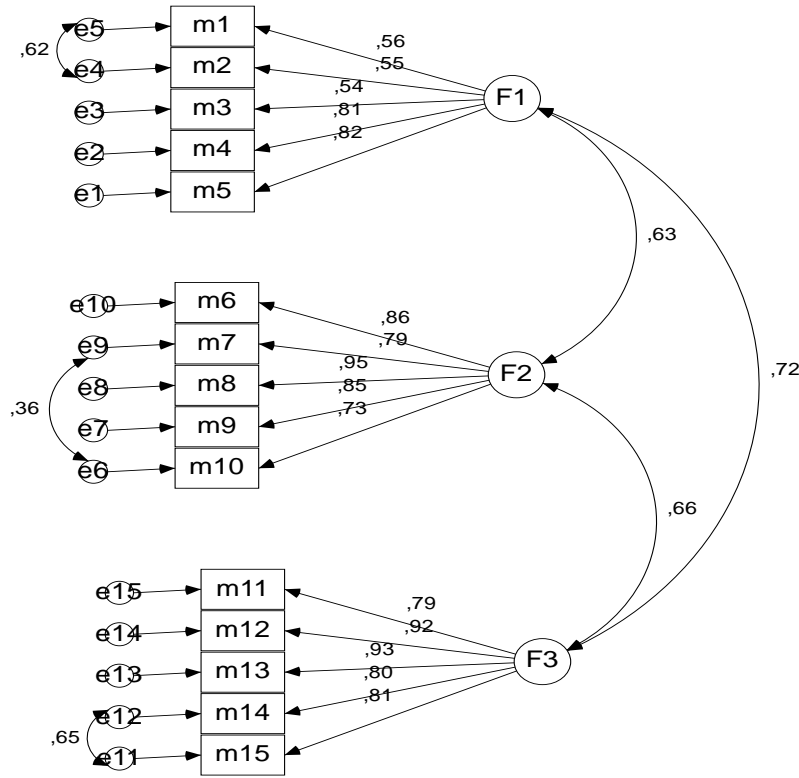 e5 m1 ,56
,62 e4 m2 ,55 F1
e3 m3 ,54
e2 m4 ,81
e1 m5 ,82
,63
e10 m6 ,86
e9 m7 ,79
e8 m8 ,95 F2 ,72
,36 e7 m9 ,85
e6 m10 ,73
,66
e15 m11 ,79
e14 m12 ,92
e13 m13 ,93 F3
e12 m14 ,80
,65 e11 m15 ,81